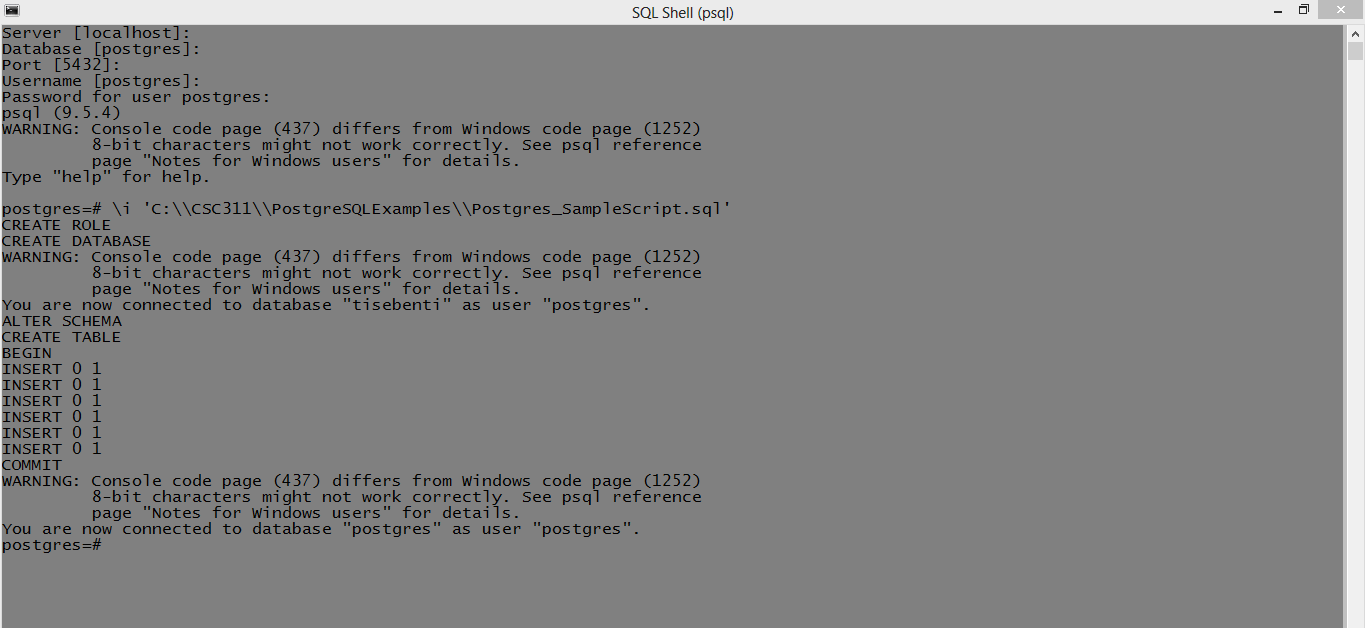 SQL Shell (psql)
Server [localhost]:
Database [postgres]:
Port [5432]:
Username [postgres]:
Password for user postgres:
psql (9.5.4)
WARNING: Console code page (437) differs from Windows code page (1252)
         8-bit characters might not work correctly. See psql reference
         page "Notes for Windows users" for details.
Type "help" for help.

postgres=# \i 'C:\\CSC311\\PostgreSQLExamples\\Postgres_SampleScript.sql'
CREATE ROLE
CREATE DATABASE
WARNING: Console code page (437) differs from Windows code page (1252)
         8-bit characters might not work correctly. See psql reference
         page "Notes for Windows users" for details.
You are now connected to database "tisebenti" as user "postgres".
ALTER SCHEMA
CREATE TABLE
BEGIN
INSERT 0 1
INSERT 0 1
INSERT 0 1
INSERT 0 1
INSERT 0 1
INSERT 0 1
COMMIT
WARNING: Console code page (437) differs from Windows code page (1252)
         8-bit characters might not work correctly. See psql reference
         page "Notes for Windows users" for details.
You are now connected to database "postgres" as user "postgres".
postgres=#